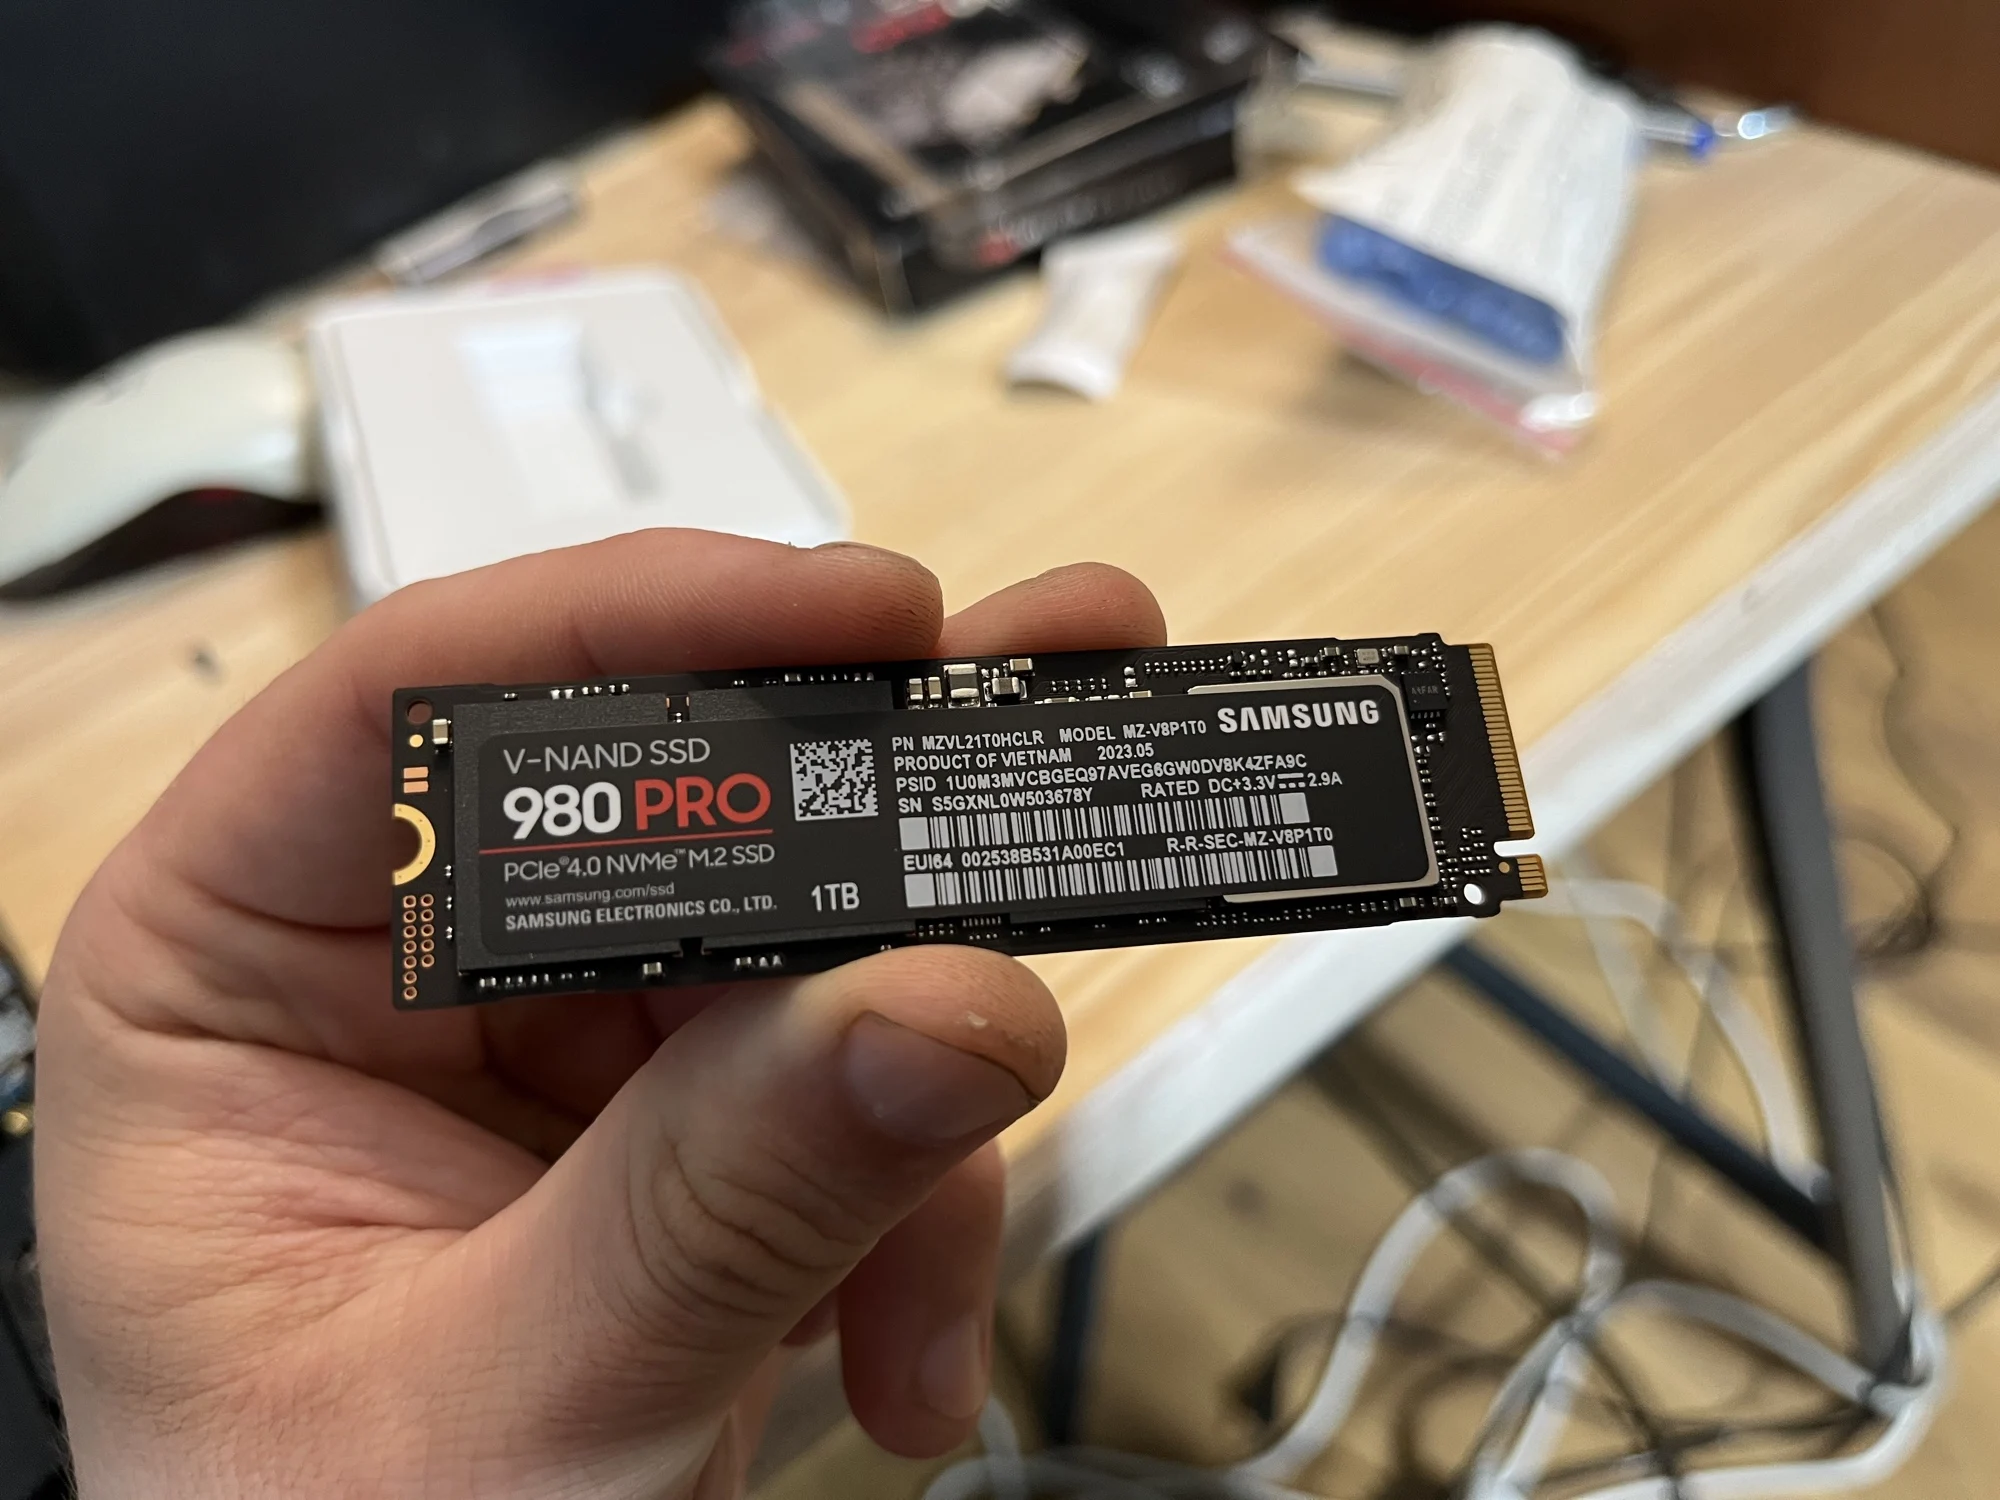 V-NAND SSD
980 PRO
PCIe®4.0 NVMe™ M.2 SSD
www.samsung.com/ssd
SAMSUNG ELECTRONICS CO., LTD.
1TB
PN MZVL21T0HCLR MODEL MZ-V8P1T0 SAMSUNG
PRODUCT OF VIETNAM 2023.05
PSID 1U0M3MVCBGEQ97AVEG6GW0DV8K4ZFA9C
SN S5GXNL0W503678Y RATED DC+3.3V⎓2.9A
EUI64 002538B531A00EC1 R-R-SEC-MZ-V8P1T0